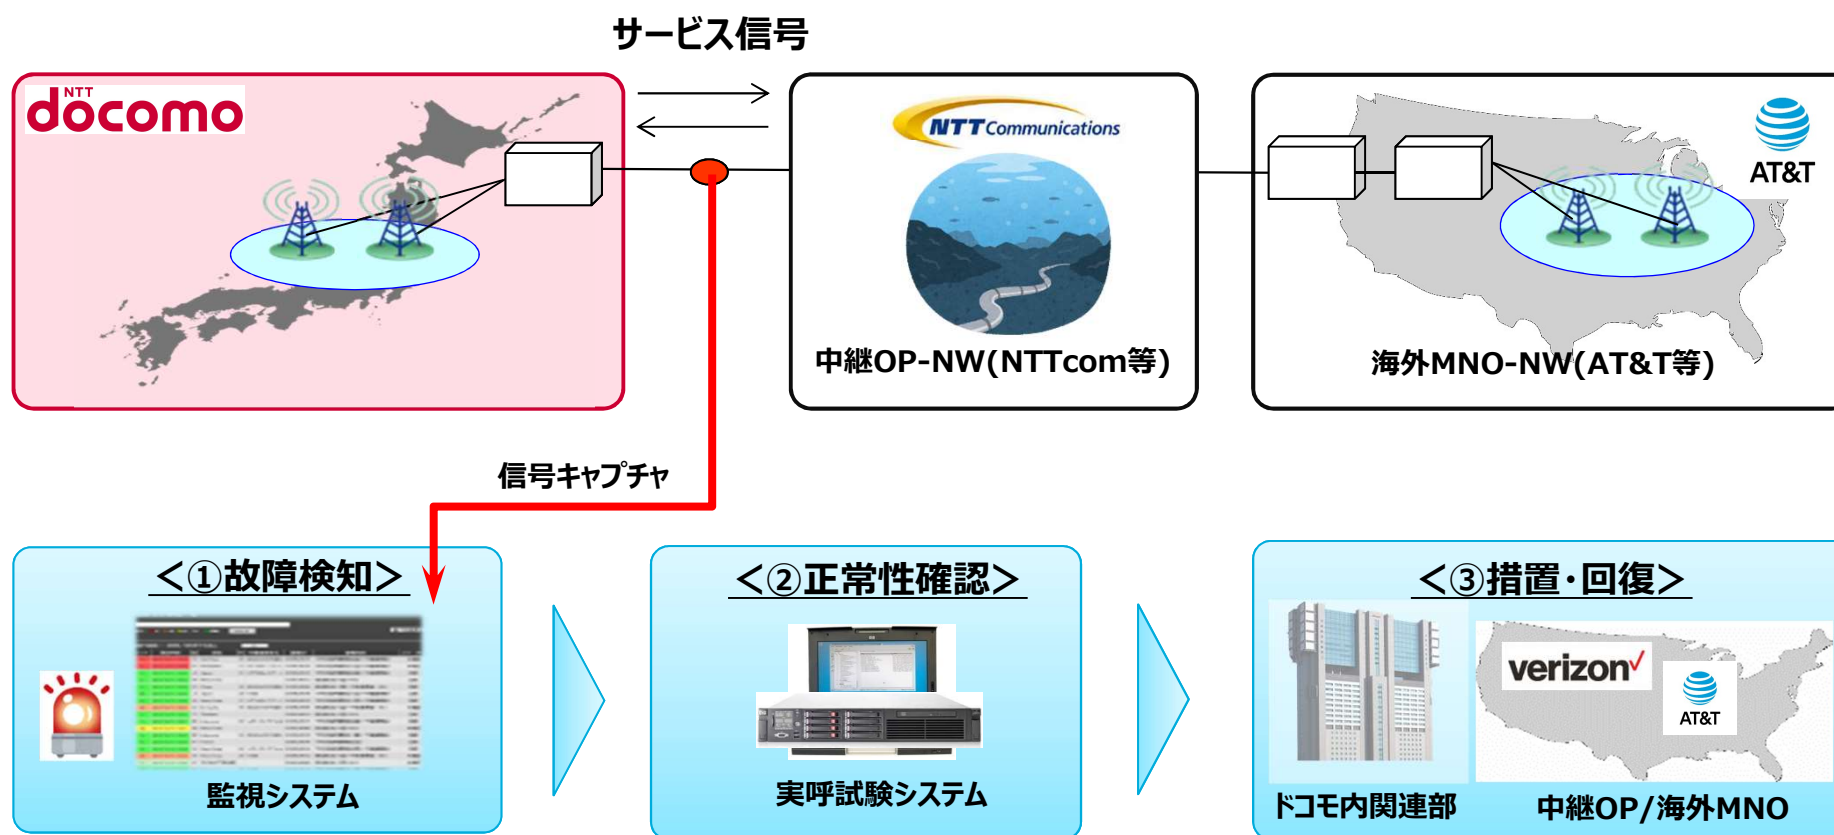 サービス信号
NTT
docomo
NTT Communications
AT&T
中継OP-NW(NTTcom等)
海外MNO-NW(AT&T等)
信号キャプチャ
＜①故障検知＞
＜②正常性確認＞
＜③措置･回復＞
verizon
AT&T
監視システム
実呼試験システム
ドコモ内関連部
中継OP/海外MNO